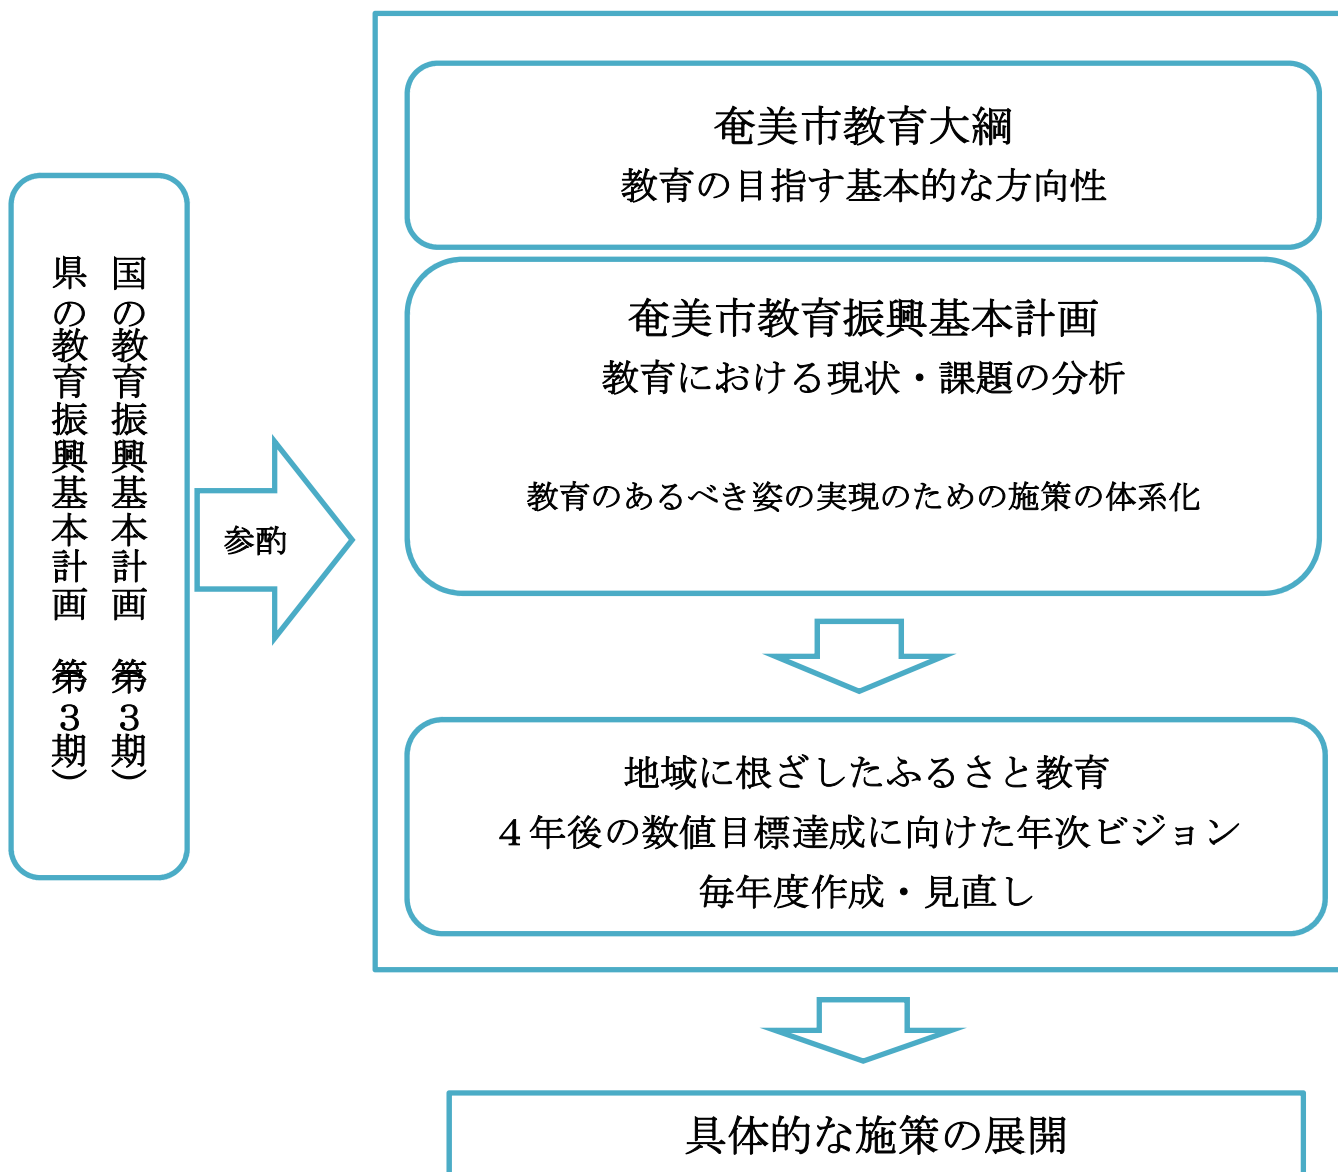 国の教育振興基本計画　第３期）
県の教育振興基本計画　第３期）
参酌
奄美市教育大綱
教育の目指す基本的な方向性
奄美市教育振興基本計画
教育における現状・課題の分析
教育のあるべき姿の実現のための施策の体系化
地域に根ざしたふるさと教育
４年後の数値目標達成に向けた年次ビジョン
毎年度作成・見直し
具体的な施策の展開